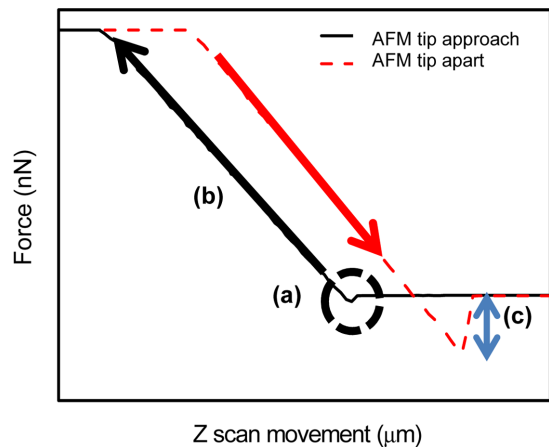 AFM tip approach
AFM tip apart
(b)
(a)
(c)
Force (nN)
Z scan movement (μm)